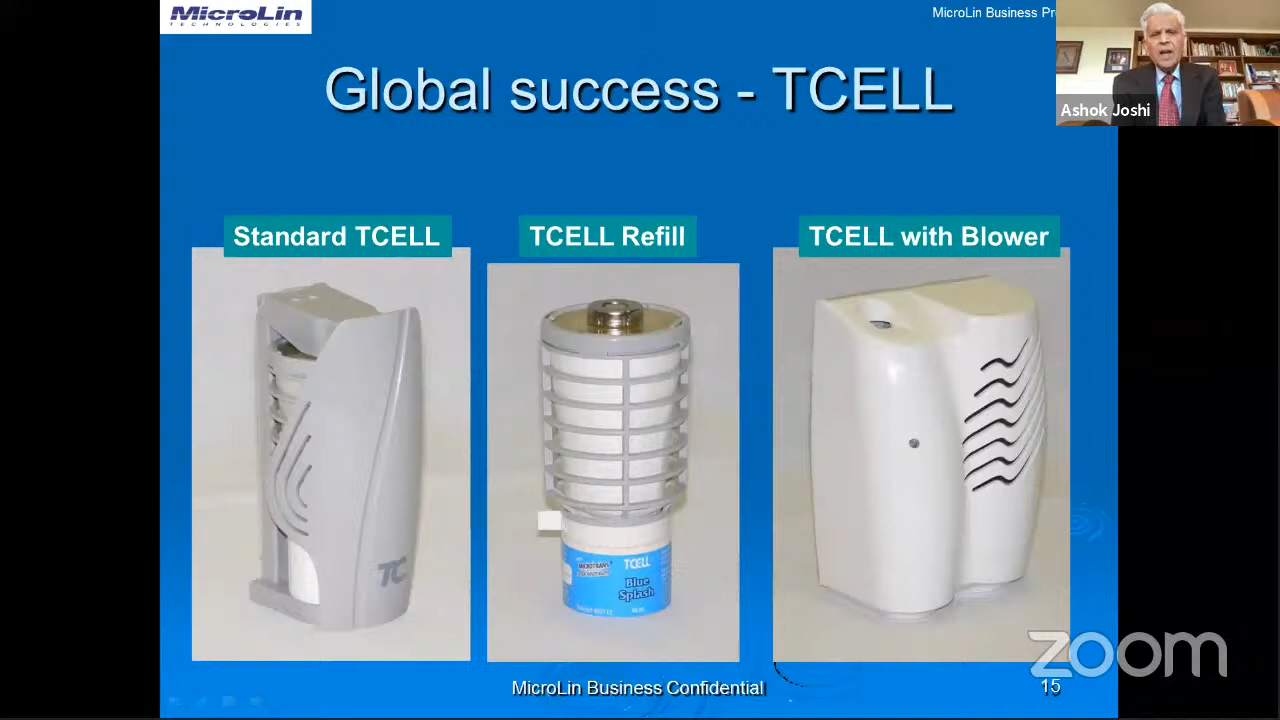 MicroLin
TECHNOLOGIES
MicroLin Business Pr
Ashok Joshi
Global success - TCELL
Standard TCELL
TCELL Refill
TCELL with Blower
TC
TCELL
Blue
Splash
MicroLin Business Confidential
15
zoom